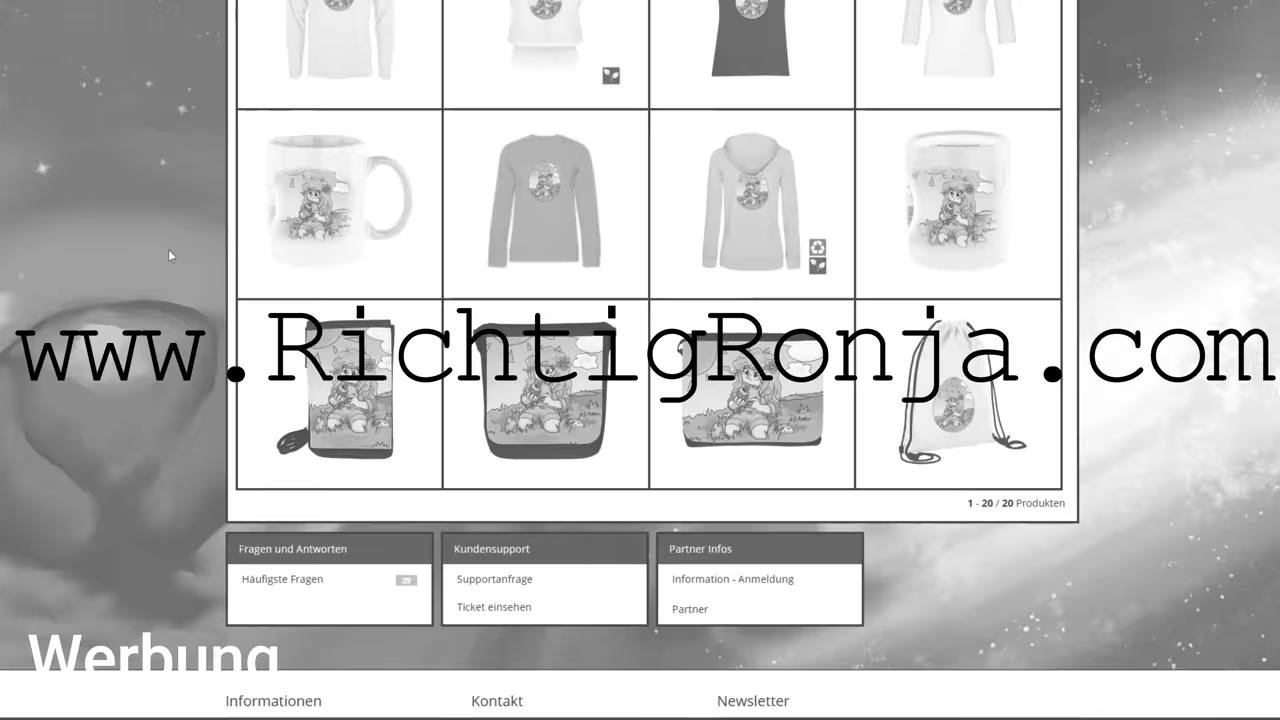 www.RichtigRonja.com
1 - 20 / 20 Produkten
Fragen und Antworten
Häufigste Fragen 29
Kundensupport
Supportanfrage
Ticket einsehen
Partner Infos
Information - Anmeldung
Partner
Werbung
Informationen
Kontakt
Newsletter